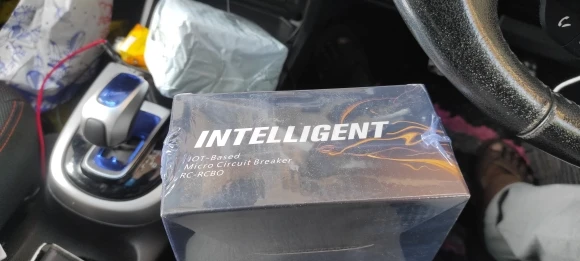 INTELLIGENT
IOT-Based
Micro Circuit Breaker
RC-RCBO